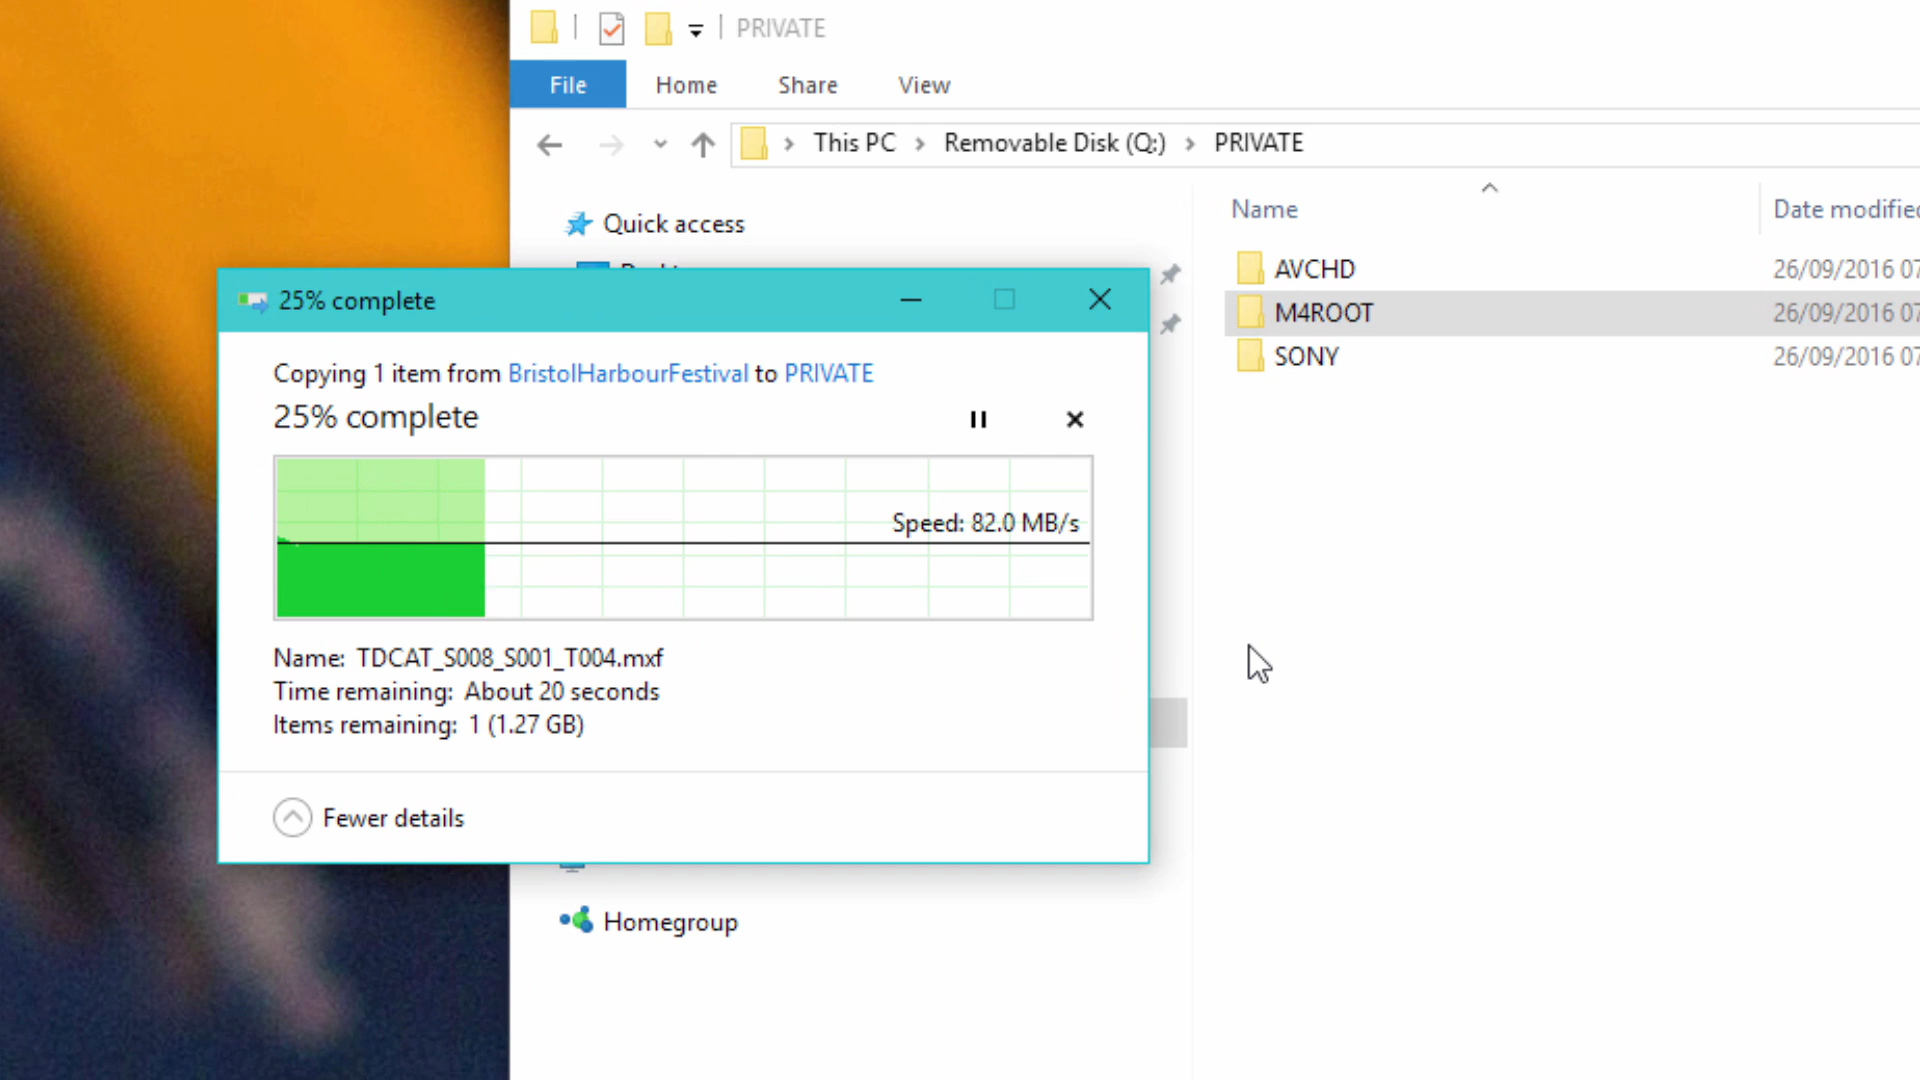 PRIVATE
File Home Share View
This PC Removable Disk (Q:) PRIVATE
Name Date modified
Quick access
AVCHD 26/09/2016 07
M4ROOT 26/09/2016 07
SONY 26/09/2016 07
25% complete
Copying 1 item from BristolHarbourFestival to PRIVATE
25% complete
Speed: 82.0 MB/s
Name: TDCAT_S008_S001_T004.mxf
Time remaining: About 20 seconds
Items remaining: 1 (1.27 GB)
Fewer details
Homegroup